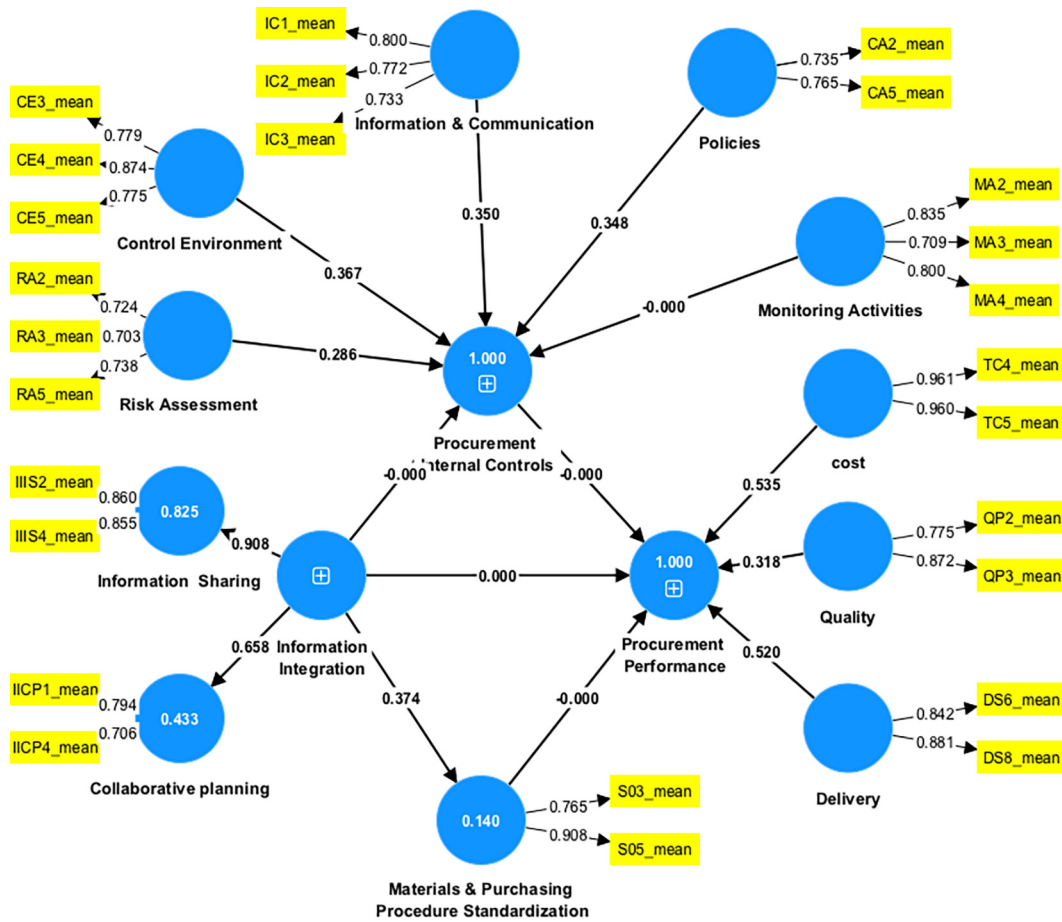 IC1_mean
0.800
IC2_mean
0.772
0.733
IC3_mean
Information & Communication
0.735
CA2_mean
0.765
CA5_mean
Policies
CE3_mean
0.779
CE4_mean
0.874
0.775
CE5_mean
Control Environment
0.350
0.348
0.367
0.835
MA2_mean
0.709
MA3_mean
0.800
MA4_mean
Monitoring Activities
-0.000
RA2_mean
0.724
RA3_mean
0.703
0.738
RA5_mean
Risk Assessment
0.286
1.000
Procurement
Internal Controls
0.961
TC4_mean
0.960
TC5_mean
cost
0.535
-0.000
-0.000
IIIS2_mean
0.860
0.855
IIIS4_mean
0.825
0.908
Information Sharing
0.775
QP2_mean
0.872
QP3_mean
Quality
0.318
Information
Integration
0.000
1.000
Procurement
Performance
0.520
0.658
0.374
-0.000
IICP1_mean
0.794
0.706
IICP4_mean
0.433
Collaborative planning
0.842
DS6_mean
0.881
DS8_mean
Delivery
0.140
0.765
S03_mean
0.908
S05_mean
Materials & Purchasing
Procedure Standardization